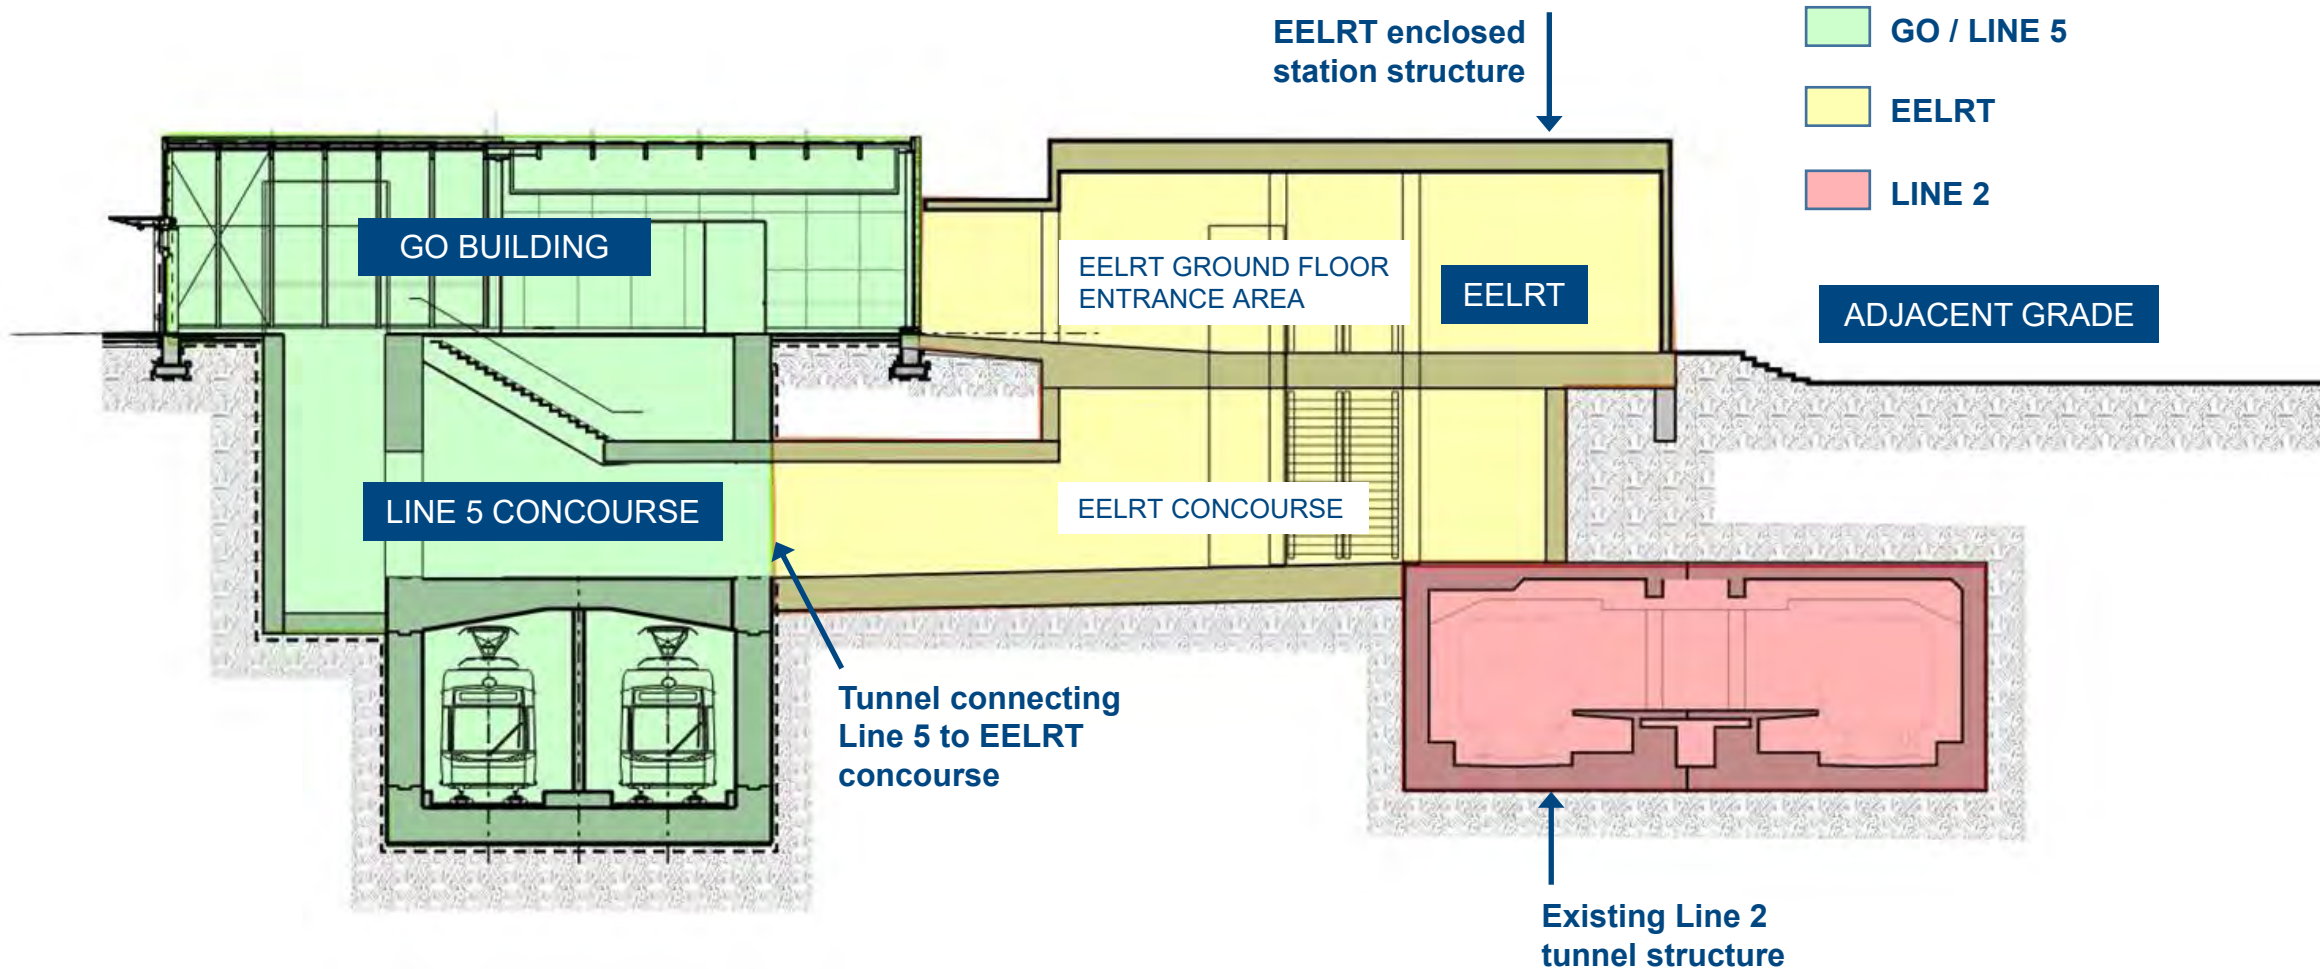 EELRT enclosed
station structure
GO / LINE 5
EELRT
LINE 2
GO BUILDING
EELRT GROUND FLOOR
ENTRANCE AREA
EELRT
ADJACENT GRADE
LINE 5 CONCOURSE
EELRT CONCOURSE
Tunnel connecting
Line 5 to EELRT
concourse
Existing Line 2
tunnel structure